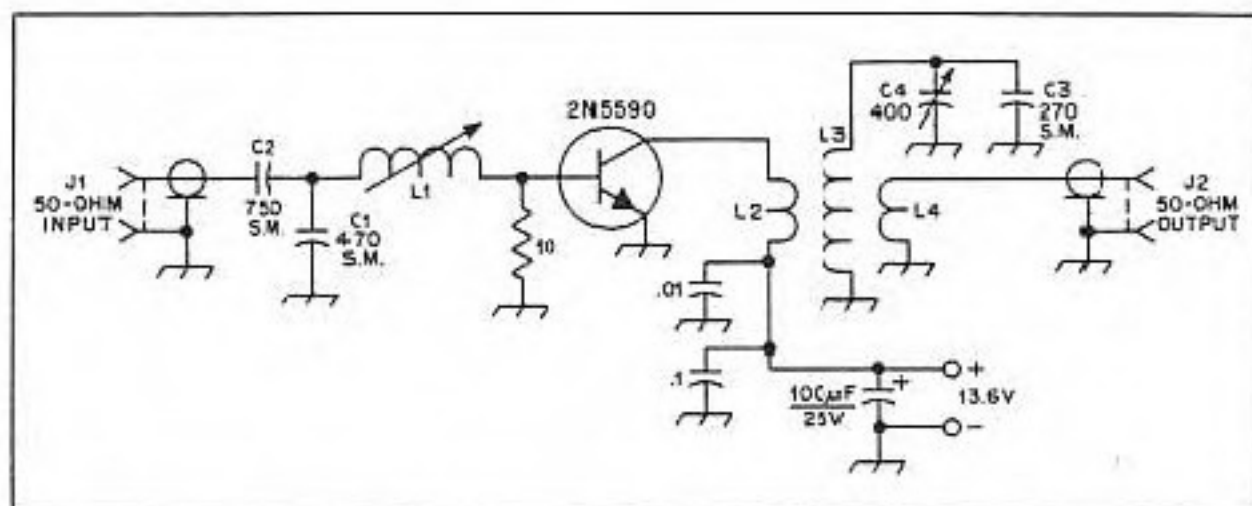 J1
50-OHM
INPUT
C2
750
S.M.
C1
470
S.M.
L1
10
2N5590
L2
L3
L4
C4
400
C3
270
S.M.
J2
50-OHM
OUTPUT
.01
.1
100µF
25W
+
+
13.6V
-